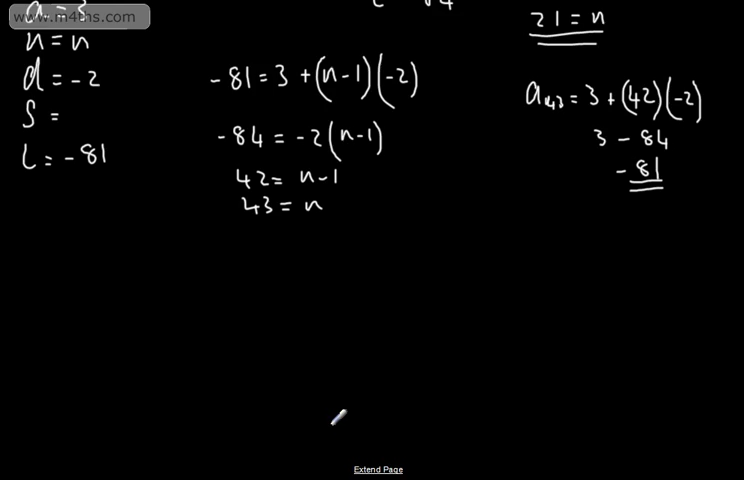 www.m4ths.com
a = 3
n = n
d = -2
S =
L = -81
-81 = 3 + (n-1)(-2)
-84 = -2(n-1)
42 = n-1
43 = n
21 = n
a43 = 3 + (42)(-2)
3 - 84
-81
Extend Page